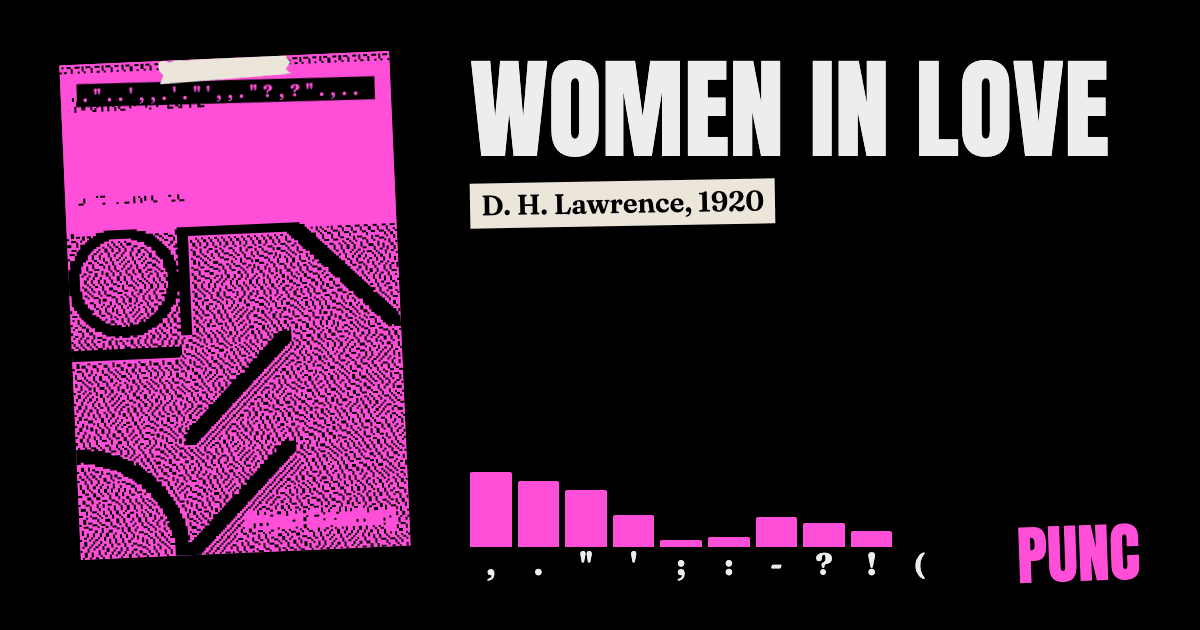 ."..',,.'."',,."?,?".,..
WOMEN IN LOVE
D. H. Lawrence, 1920
, . " ' ; : - ? ! (
PUNC